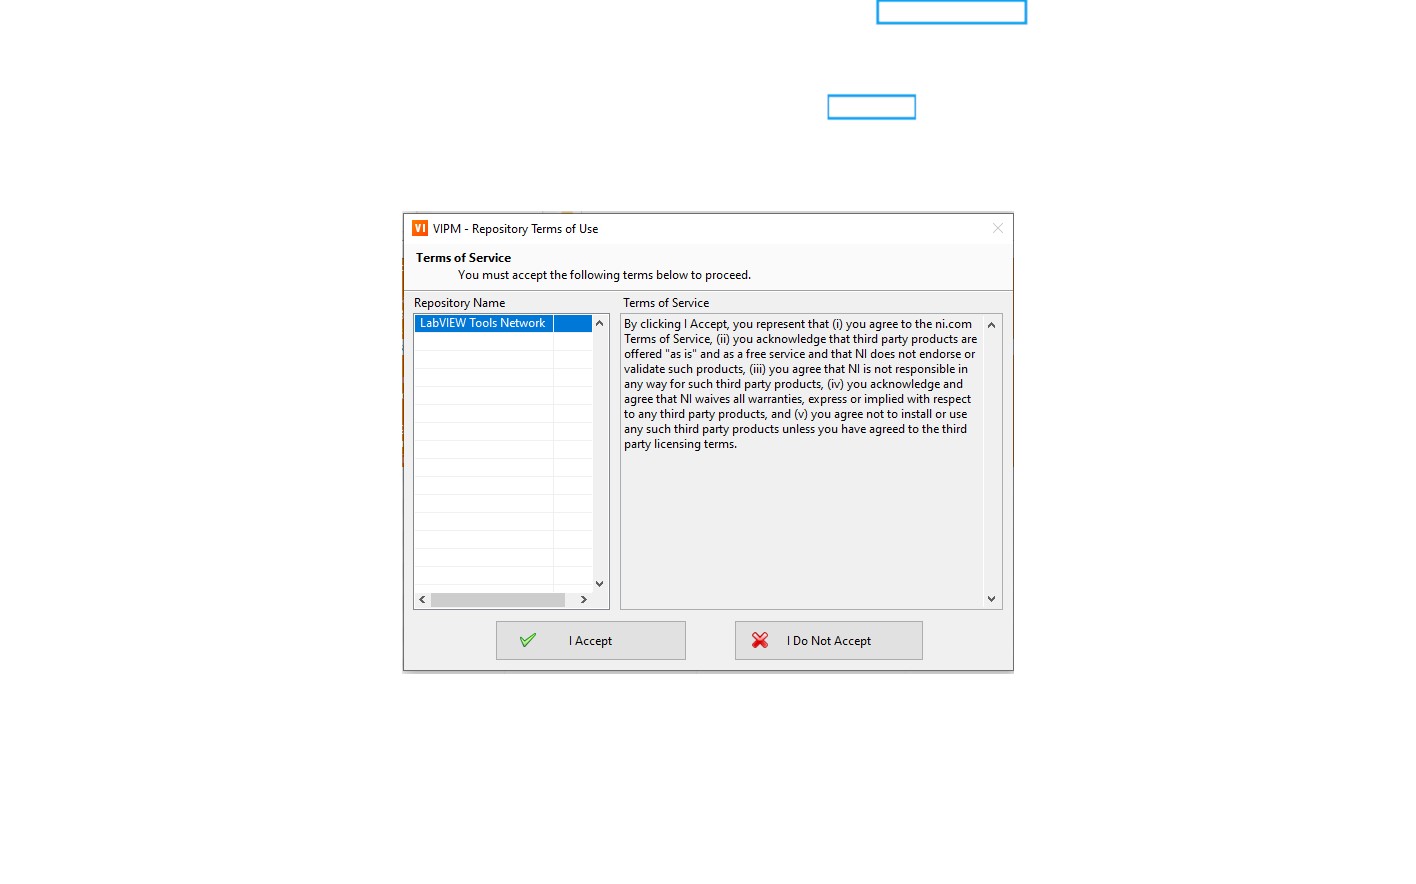 VI VIPM - Repository Terms of Use
Terms of Service
You must accept the following terms below to proceed.
Repository Name
LabVIEW Tools Network
Terms of Service
By clicking I Accept, you represent that (i) you agree to the ni.com
Terms of Service, (ii) you acknowledge that third party products are
offered "as is" and as a free service and that NI does not endorse or
validate such products, (iii) you agree that NI is not responsible in
any way for such third party products, (iv) you acknowledge and
agree that NI waives all warranties, express or implied with respect
to any third party products, and (v) you agree not to install or use
any such third party products unless you have agreed to the third
party licensing terms.
I Accept
I Do Not Accept